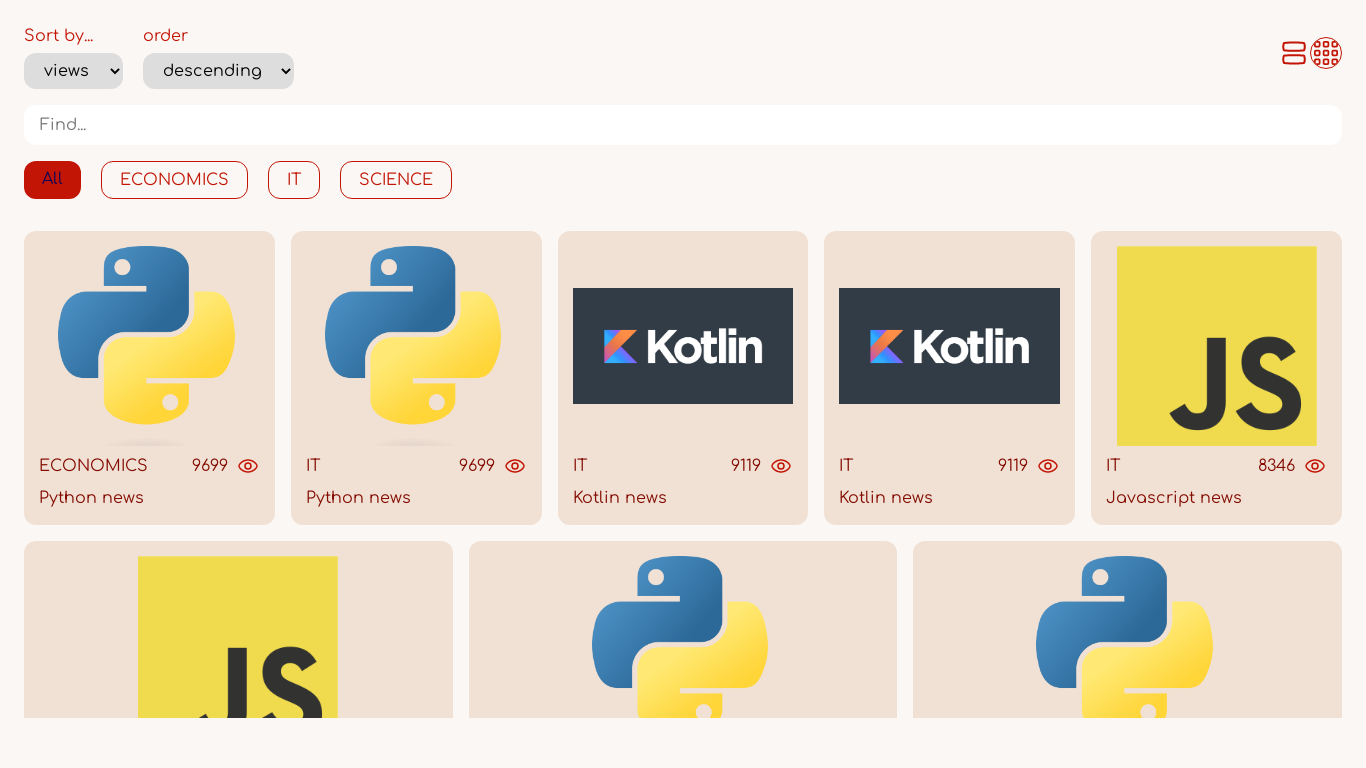 Sort by... order
views descending
Find...
All ECONOMICS IT SCIENCE
Kotlin Kotlin JS
ECONOMICS 9699 IT 9699 IT 9119 IT 9119 IT 8346
Python news Python news Kotlin news Kotlin news Javascript news
JS